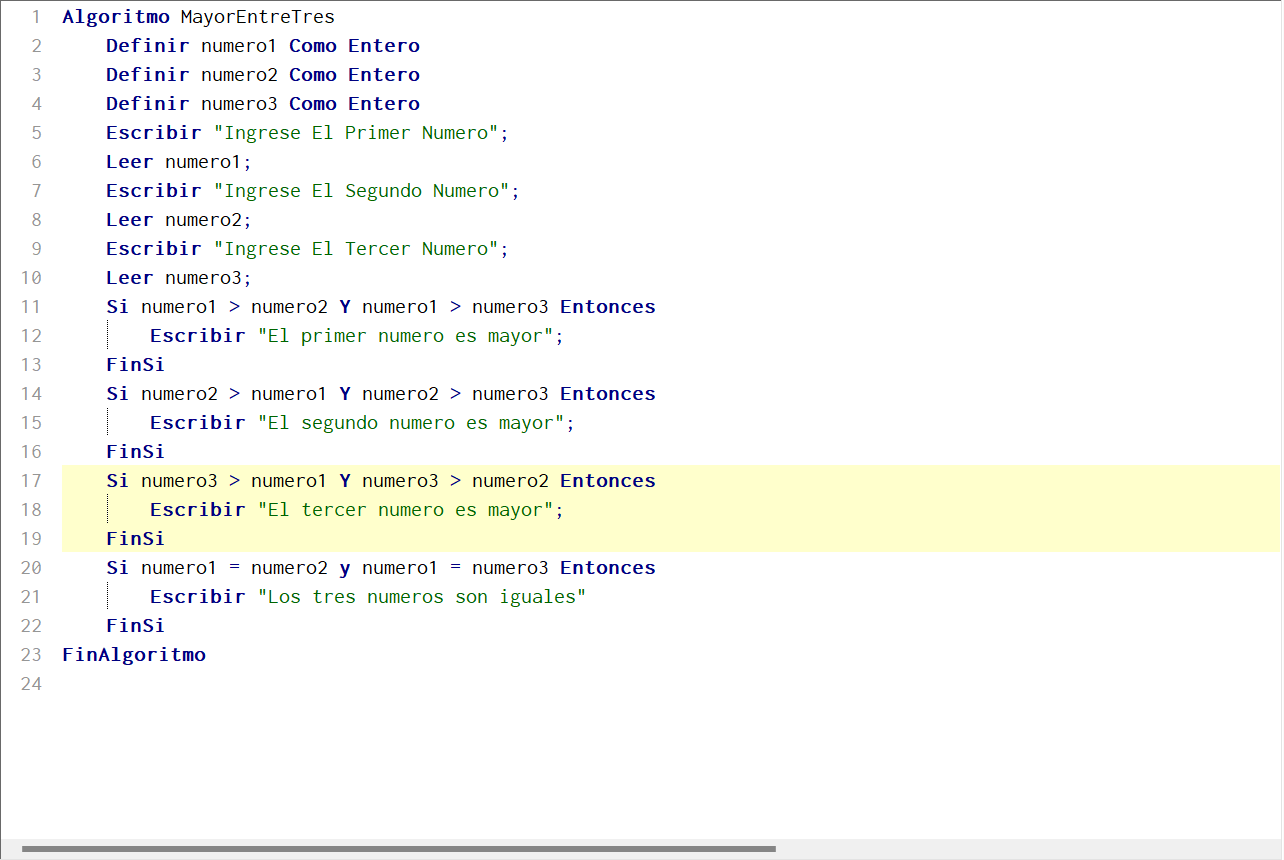 1 Algoritmo MayorEntreTres
2 Definir numero1 Como Entero
3 Definir numero2 Como Entero
4 Definir numero3 Como Entero
5 Escribir "Ingrese El Primer Numero";
6 Leer numero1;
7 Escribir "Ingrese El Segundo Numero";
8 Leer numero2;
9 Escribir "Ingrese El Tercer Numero";
10 Leer numero3;
11 Si numero1 > numero2 Y numero1 > numero3 Entonces
12 Escribir "El primer numero es mayor";
13 FinSi
14 Si numero2 > numero1 Y numero2 > numero3 Entonces
15 Escribir "El segundo numero es mayor";
16 FinSi
17 Si numero3 > numero1 Y numero3 > numero2 Entonces
18 Escribir "El tercer numero es mayor";
19 FinSi
20 Si numero1 = numero2 y numero1 = numero3 Entonces
21 Escribir "Los tres numeros son iguales"
22 FinSi
23 FinAlgoritmo
24